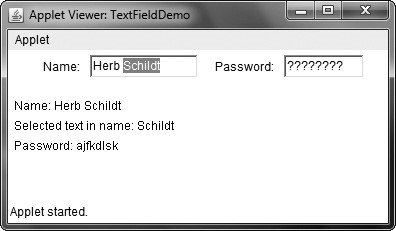 Applet Viewer: TextFieldDemo
Applet
Name: Herb Schildt Password: ????????
Name: Herb Schildt
Selected text in name: Schildt
Password: ajfkdlsk
Applet started.